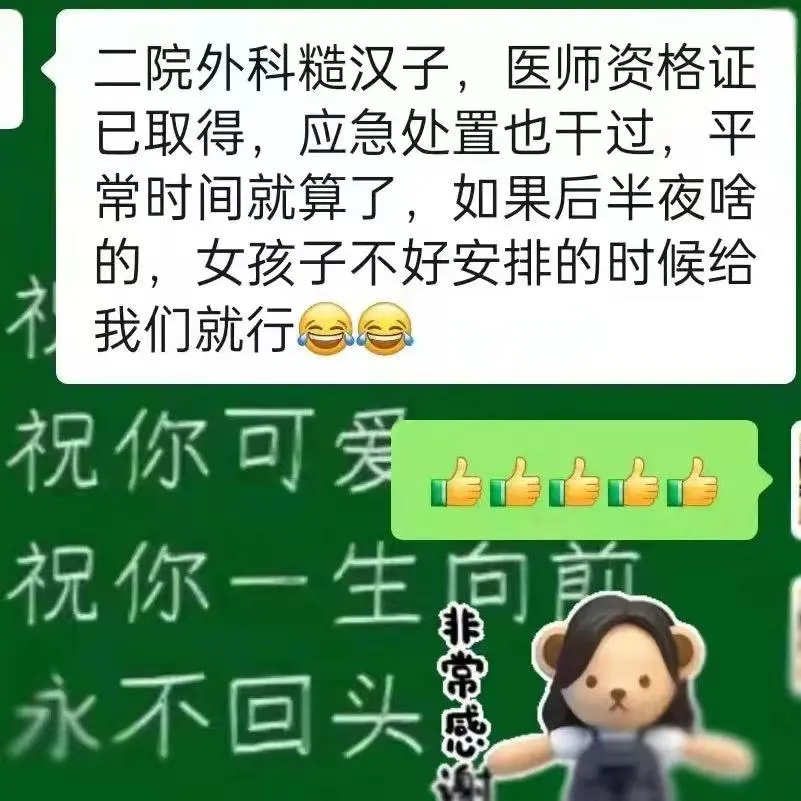 二院外科糙汉子，医师资格证
已取得，应急处置也干过，平
常时间就算了，如果后半夜啥
的，女孩子不好安排的时候给
我们就行😂😂
祝
祝你可爱
👍👍👍👍👍
祝你一生向前
永不回头
非常感谢